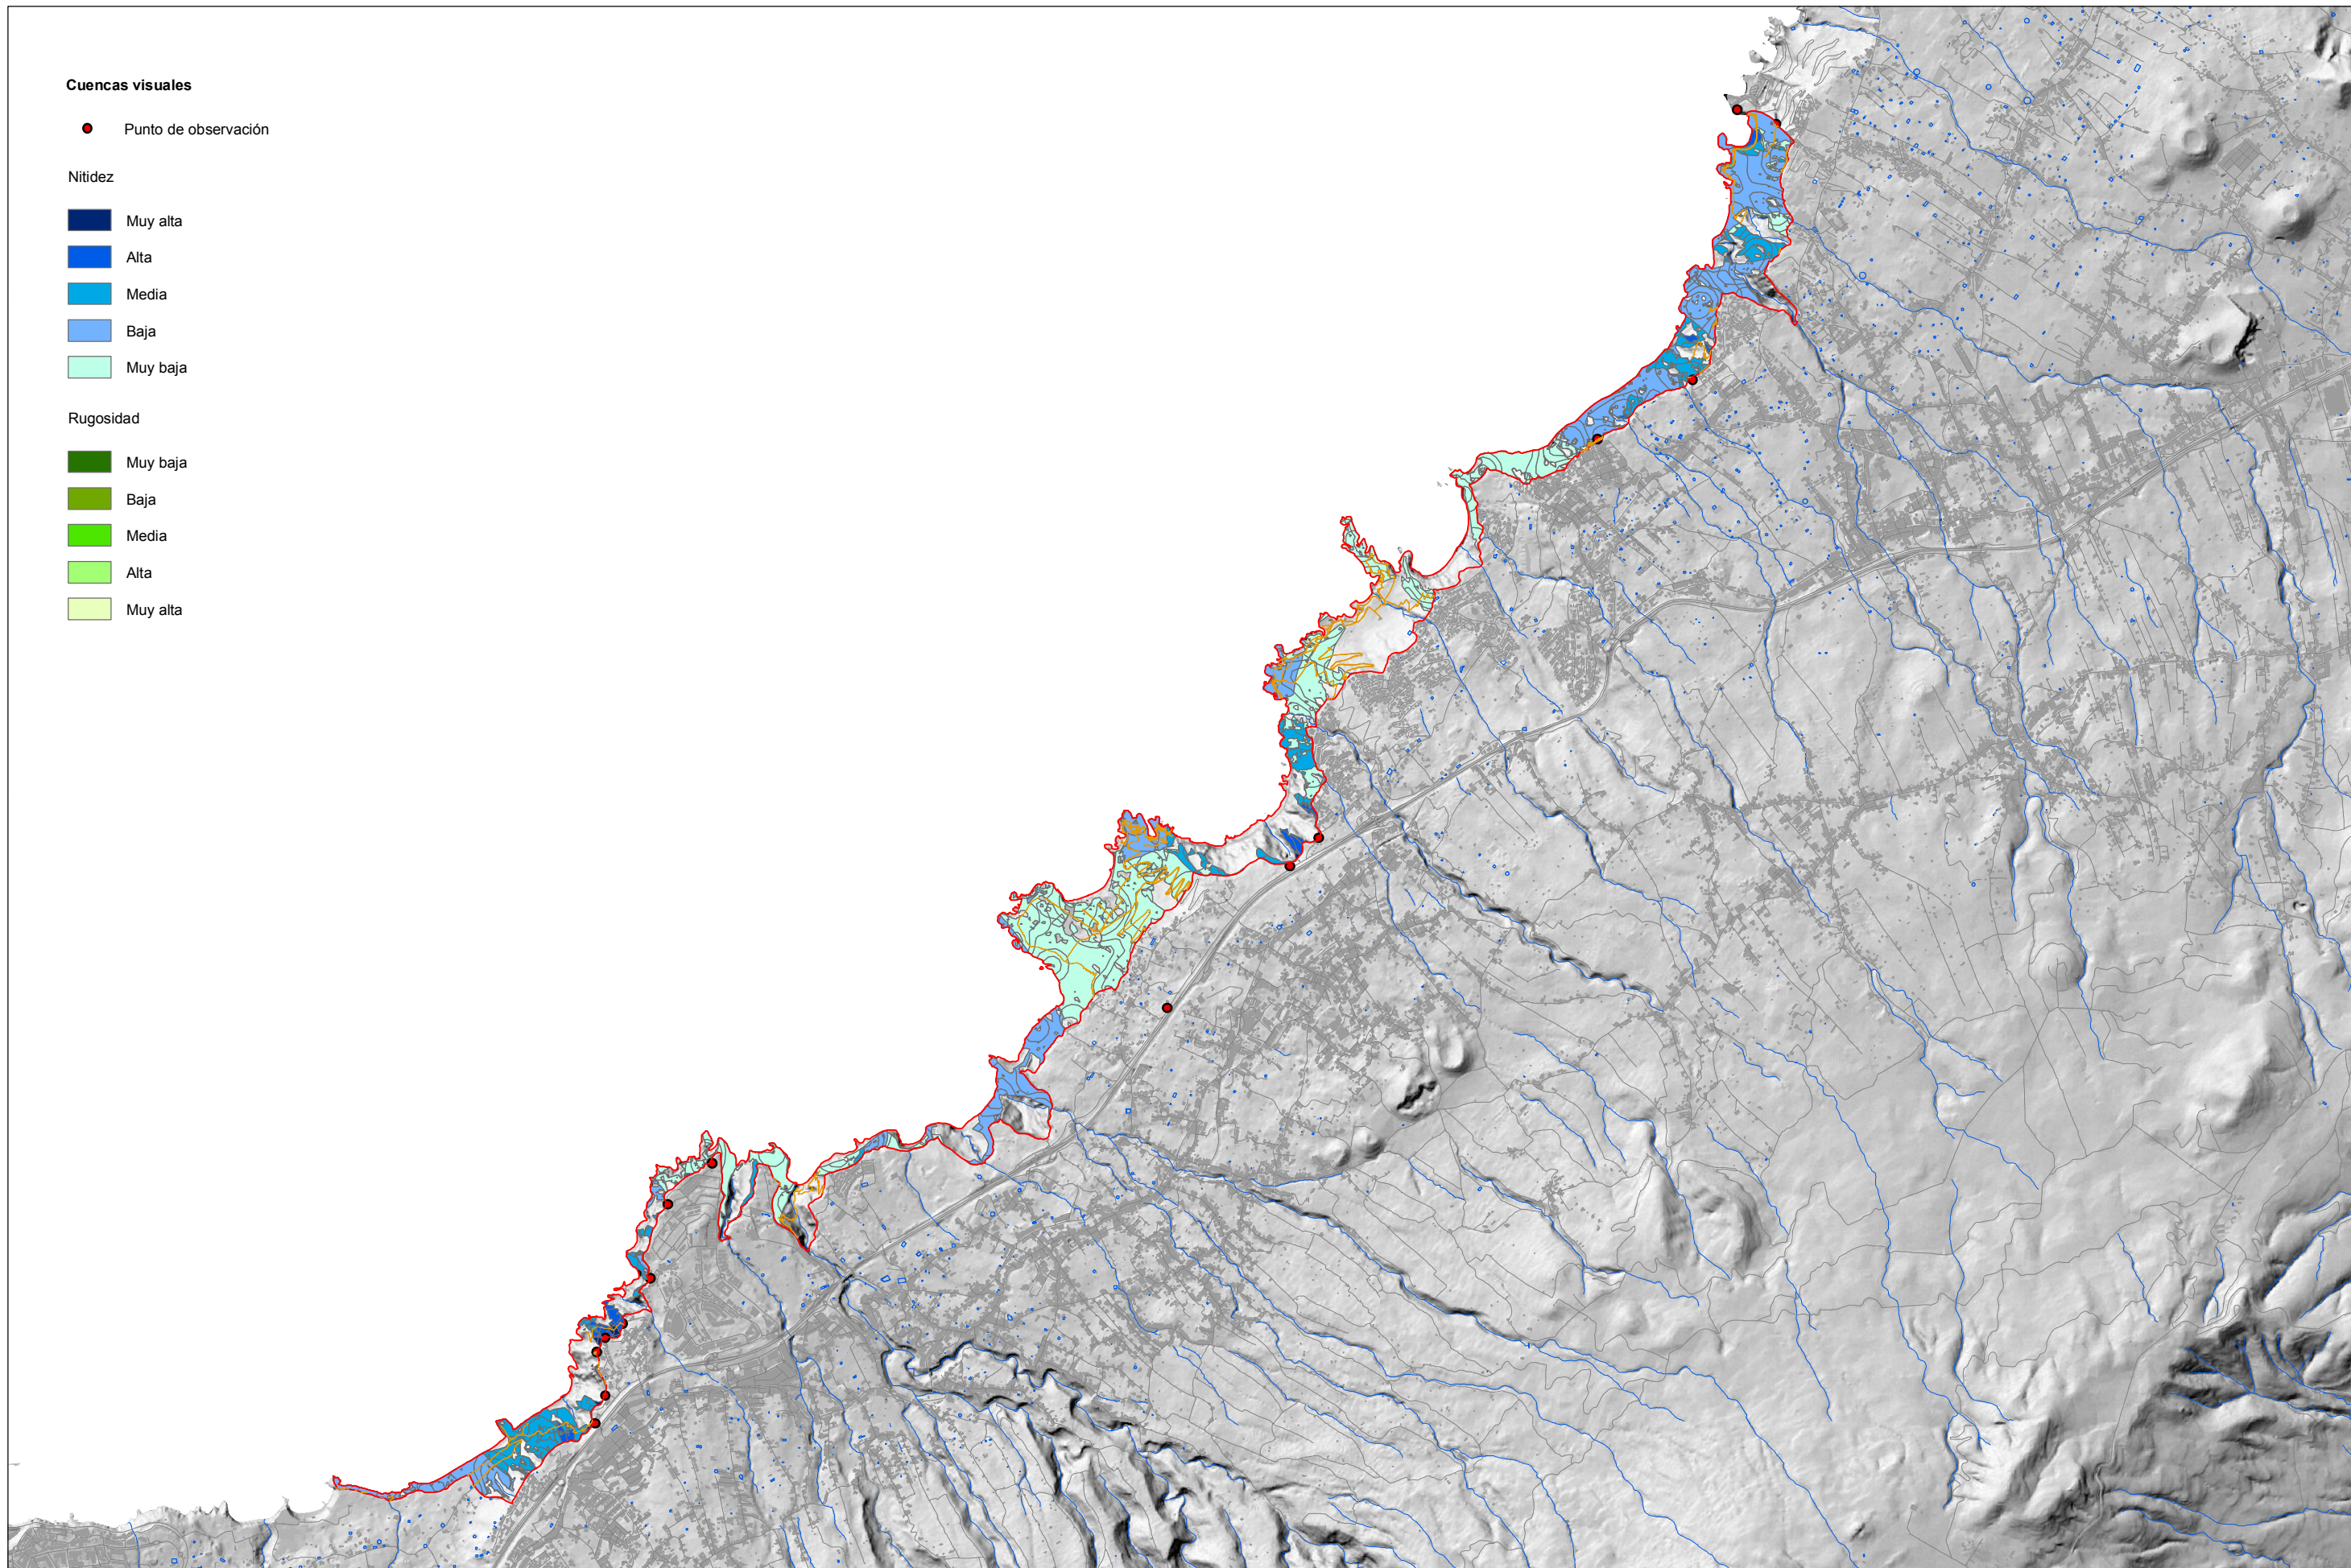 Cuencas visuales
Punto de observación
Nitidez
Muy alta
Alta
Media
Baja
Muy baja
Rugosidad
Muy baja
Baja
Media
Alta
Muy alta